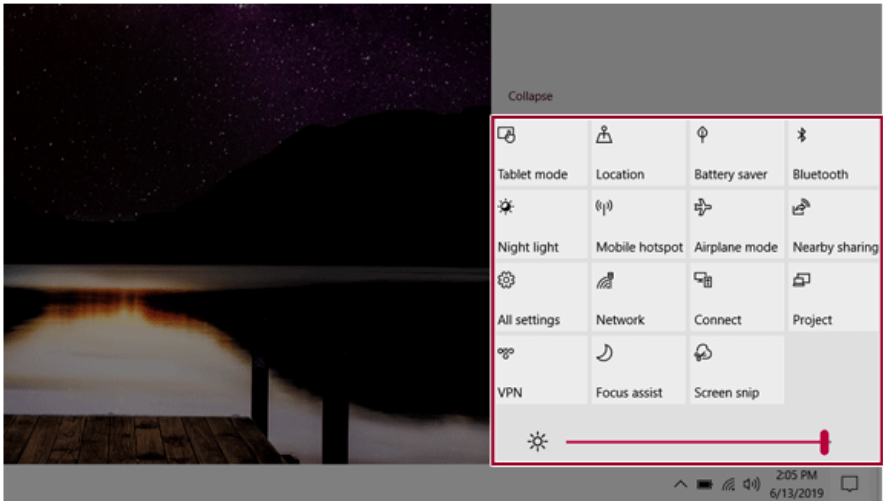 Collapse
Tablet mode
Location
Battery saver
Bluetooth
Night light
Mobile hotspot
Airplane mode
Nearby sharing
All settings
Network
Connect
Project
VPN
Focus assist
Screen snip
2:05 PM
6/13/2019